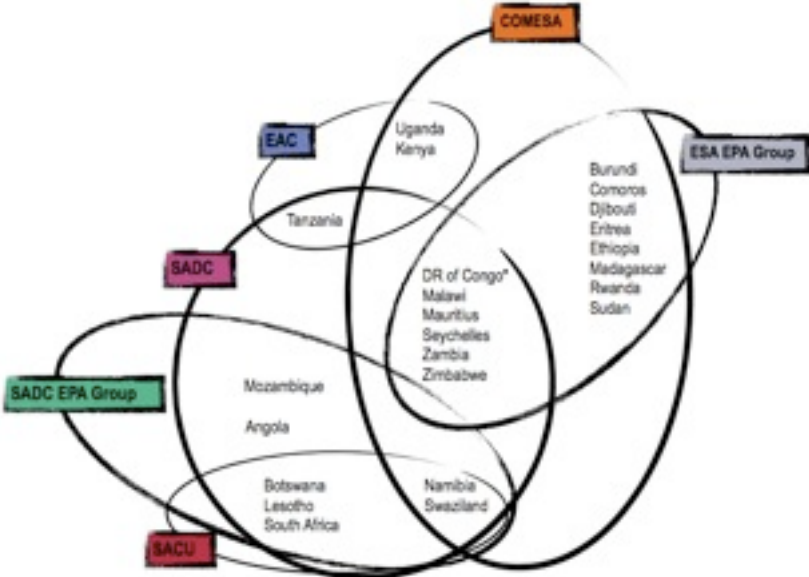 COMESA
EAC
Uganda
Kenya
ESA EPA Group
Burundi
Comoros
Djibouti
Eritrea
Ethiopia
Madagascar
Rwanda
Sudan
Tanzania
SADC
DR of Congo*
Malawi
Mauritius
Seychelles
Zambia
Zimbabwe
SADC EPA Group
Mozambique
Angola
Botswana
Lesotho
South Africa
Namibia
Swaziland
SACU